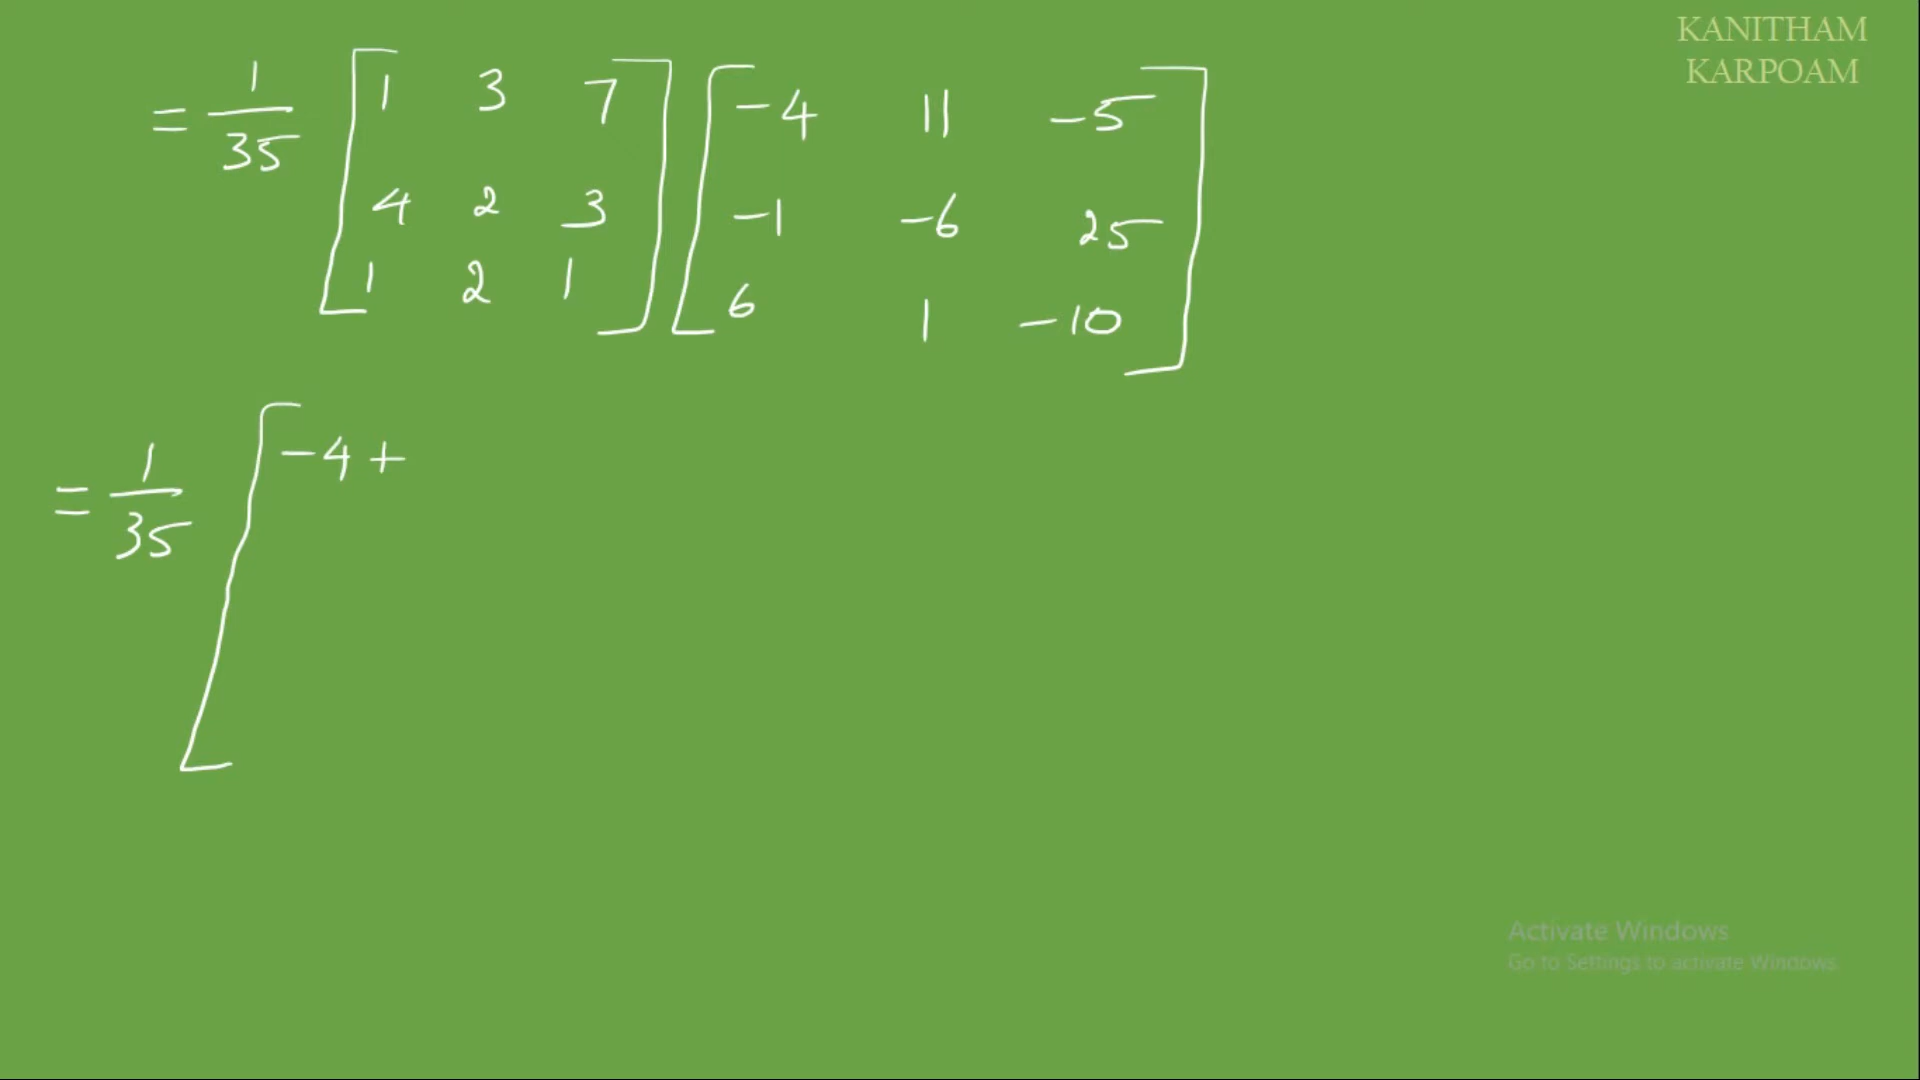 KANITHAM
KARPOAM
= 1/35 [1 3 7] [-4 11 -5]
4 2 3 -1 -6 25
1 2 1 6 1 -10
= 1/35 [-4 +
Activate Windows
Go to Settings to activate Windows.